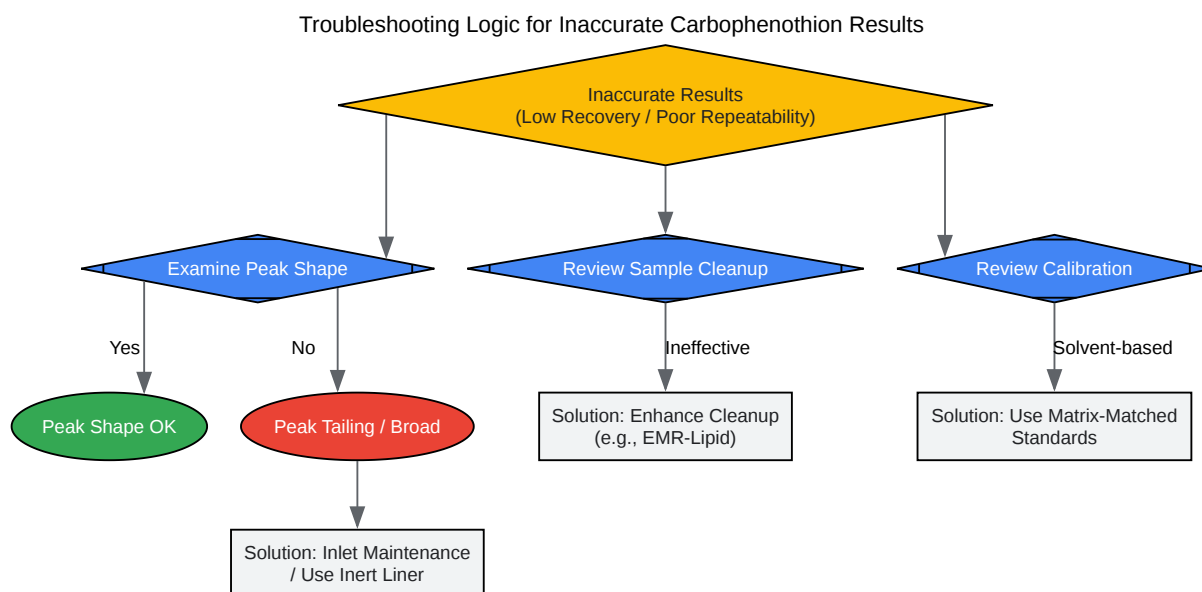 Troubleshooting Logic for Inaccurate Carbophenothion Results
Inaccurate Results
(Low Recovery / Poor Repeatability)
Examine Peak Shape
Review Sample Cleanup
Review Calibration
Yes
No
Ineffective
Solvent-based
Peak Shape OK
Peak Tailing / Broad
Solution: Enhance Cleanup
(e.g., EMR-Lipid)
Solution: Use Matrix-Matched
Standards
Solution: Inlet Maintenance
/ Use Inert Liner